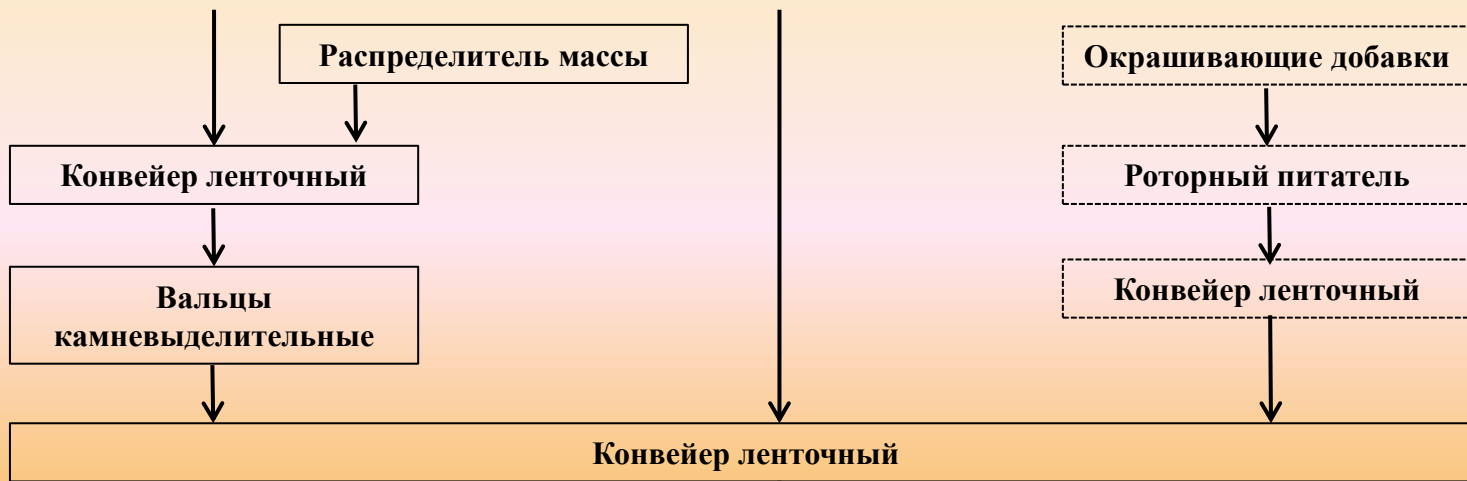 Распределитель массы
Окрашивающие добавки
Конвейер ленточный
Роторный питатель
Вальцы
камневыделительные
Конвейер ленточный
Конвейер ленточный